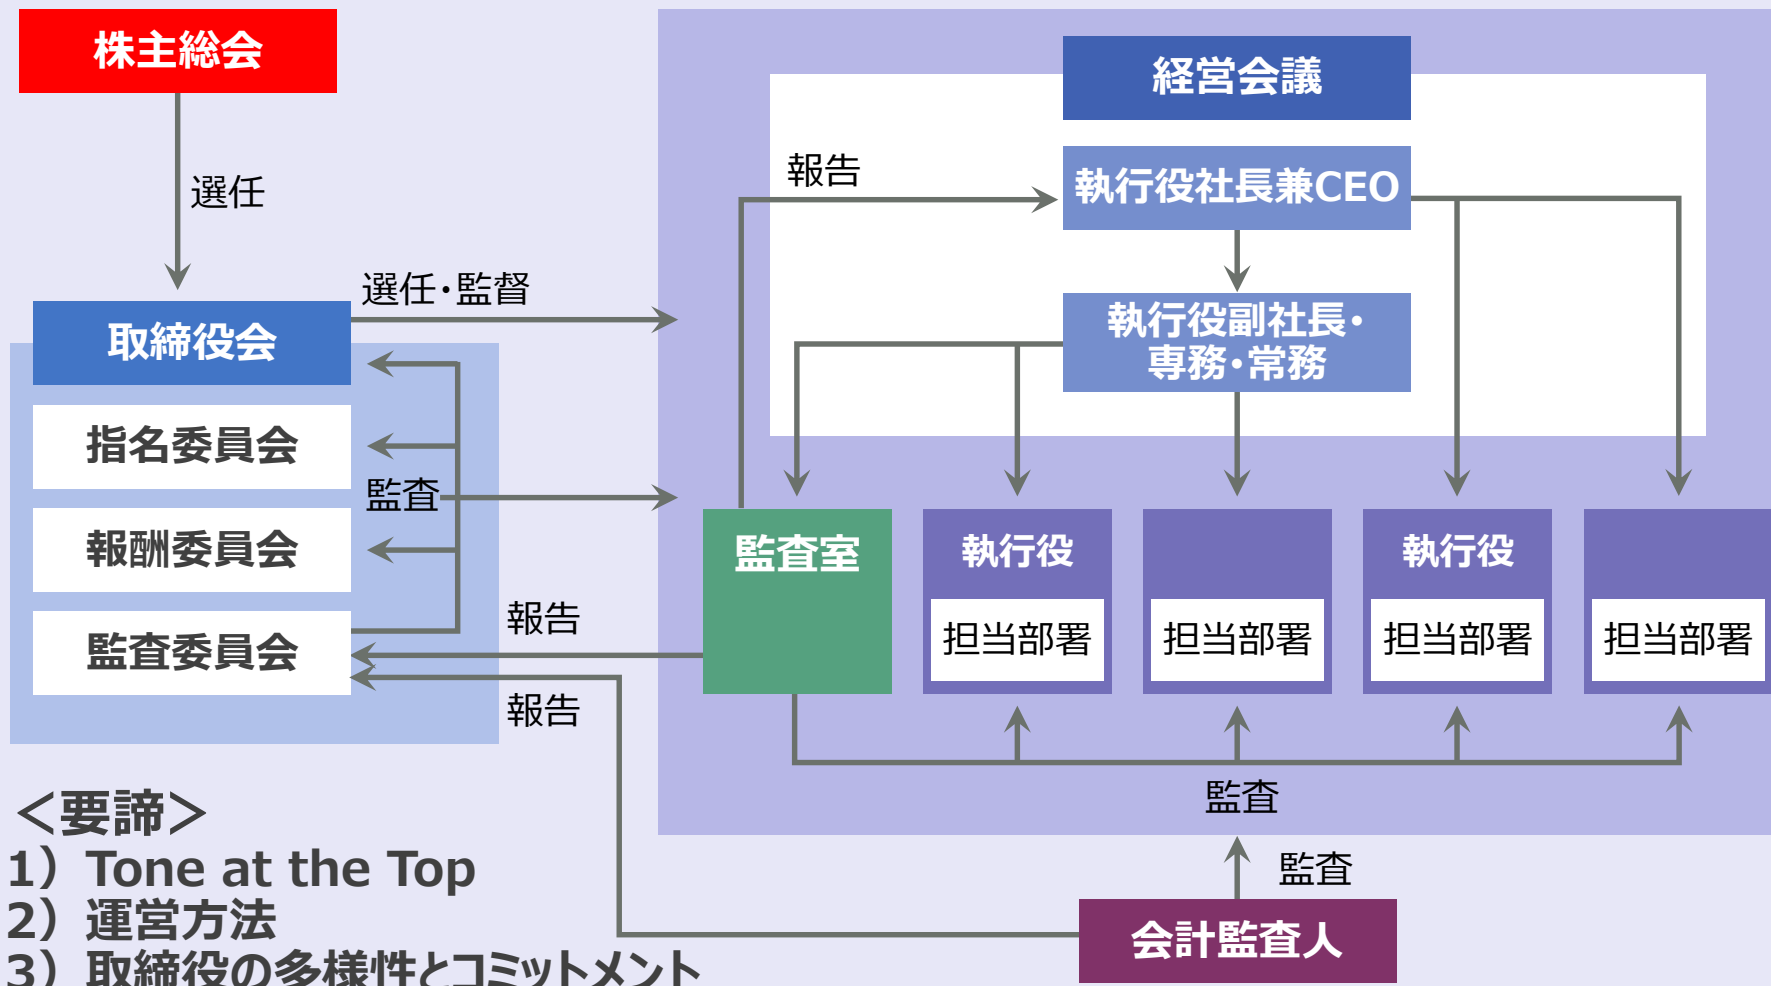 株主総会
選任
取締役会
選任・監督
指名委員会
監査
報酬委員会
監査委員会
報告
報告
経営会議
報告
執行役社長兼CEO
執行役副社長・
専務・常務
監査室
執行役
担当部署
担当部署
執行役
担当部署
担当部署
監査
監査
会計監査人
<要諦>
1）Tone at the Top
2）運営方法
3）取締役の多様性とコミットメント